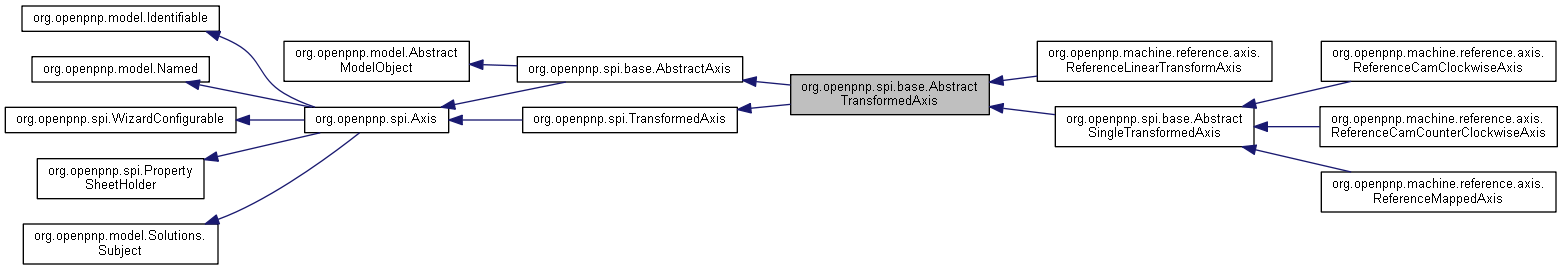 org.openpnp.model.Identifiable
org.openpnp.model.Named
org.openpnp.spi.WizardConfigurable
org.openpnp.spi.Property
SheetHolder
org.openpnp.model.Solutions.
Subject
org.openpnp.model.Abstract
ModelObject
org.openpnp.spi.Axis
org.openpnp.spi.base.AbstractAxis
org.openpnp.spi.TransformedAxis
org.openpnp.spi.base.Abstract
TransformedAxis
org.openpnp.machine.reference.axis.
ReferenceLinearTransformAxis
org.openpnp.spi.base.Abstract
SingleTransformedAxis
org.openpnp.machine.reference.axis.
ReferenceCamClockwiseAxis
org.openpnp.machine.reference.axis.
ReferenceCamCounterClockwiseAxis
org.openpnp.machine.reference.axis.
ReferenceMappedAxis